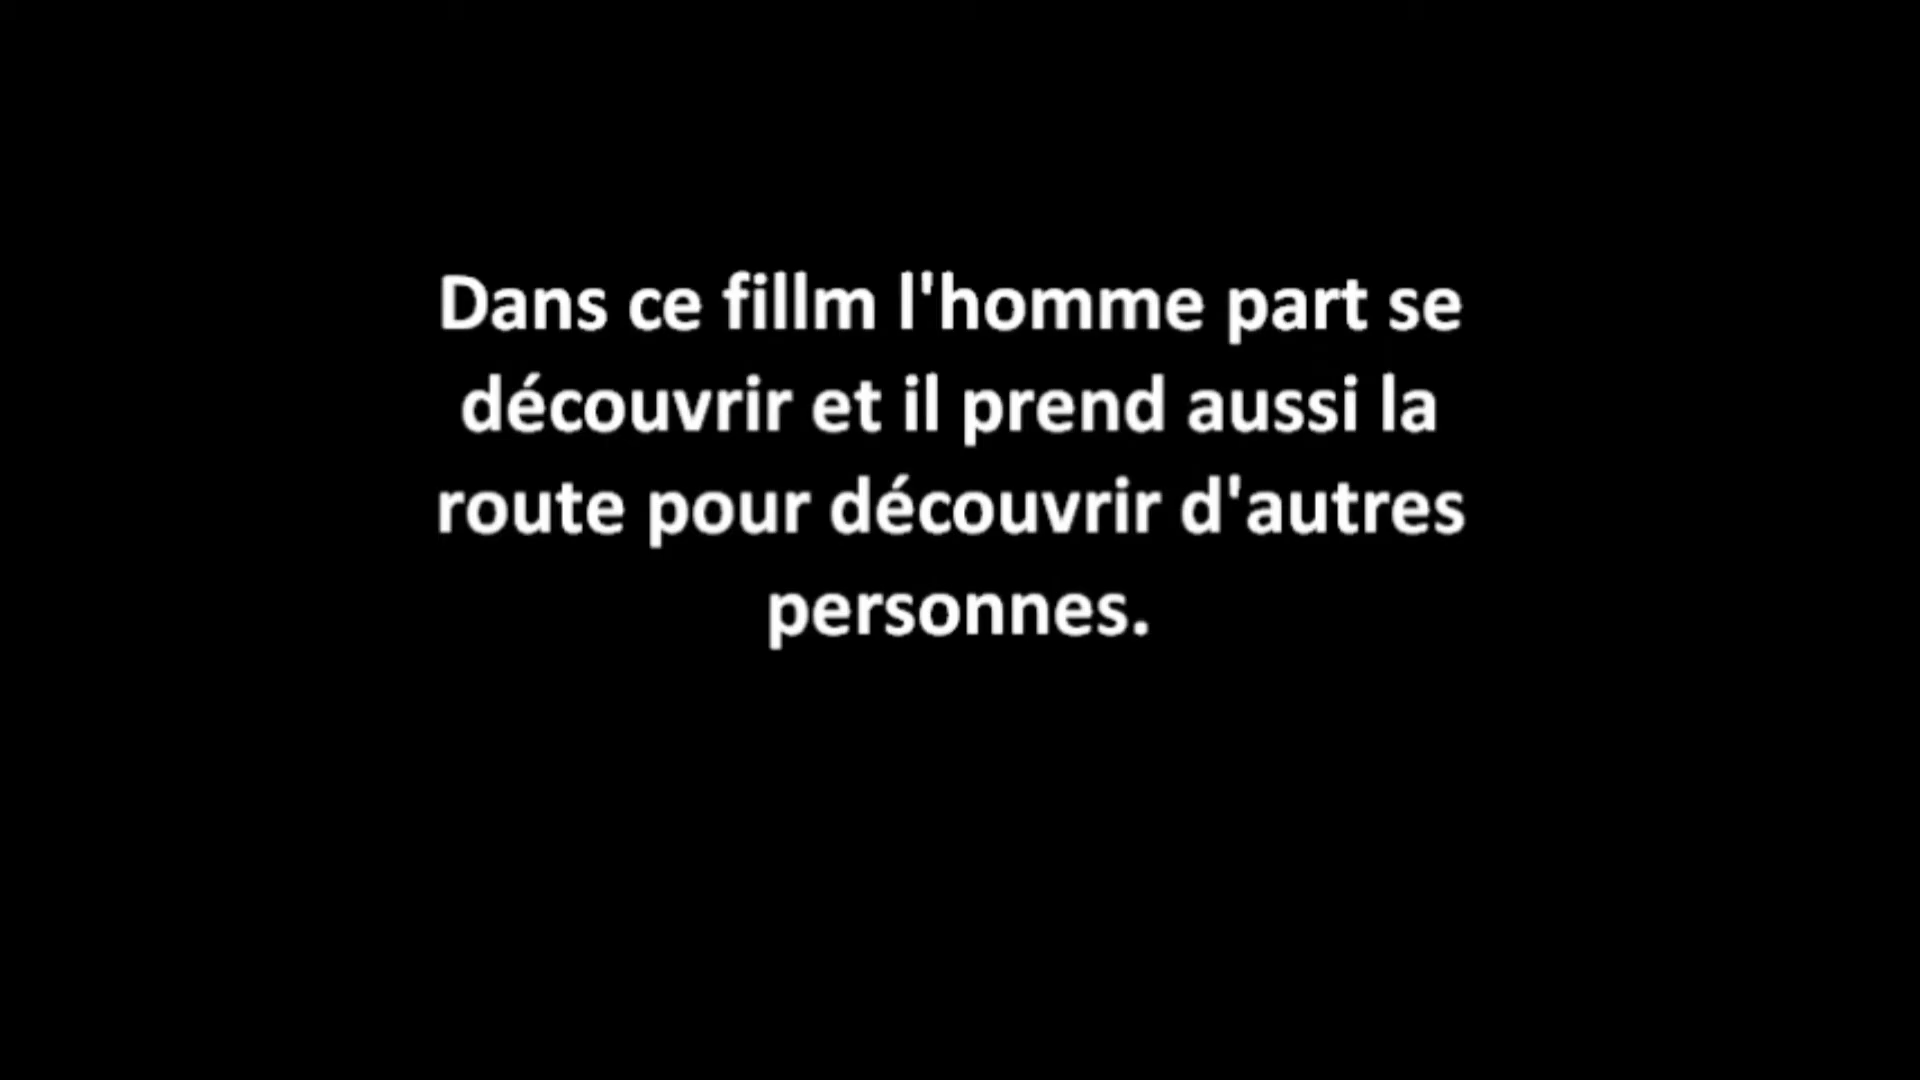 Dans ce fillm l'homme part se
découvrir et il prend aussi la
route pour découvrir d'autres
personnes.